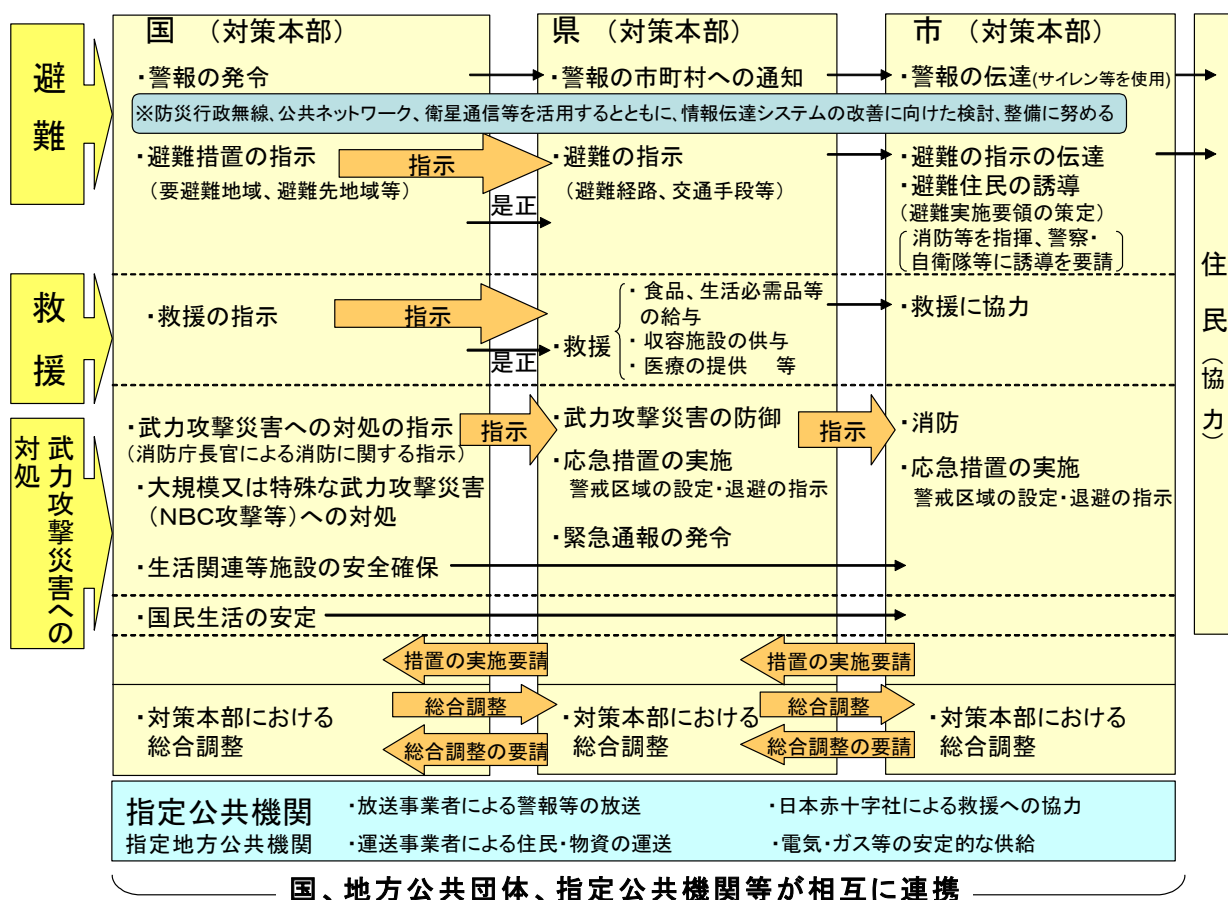 国 (対策本部)
県 (対策本部)
市 (対策本部)
避難
・警報の発令
・警報の市町村への通知
・警報の伝達(サイレン等を使用)
※防災行政無線、公共ネットワーク、衛星通信等を活用するとともに、情報伝達システムの改善に向けた検討、整備に努める
・避難措置の指示
(要避難地域、避難先地域等)
指示
是正
・避難の指示
(避難経路、交通手段等)
・避難の指示の伝達
・避難住民の誘導
(避難実施要領の策定)
消防等を指揮、警察・
自衛隊等に誘導を要請
住民(協力)
救援
・救援の指示
指示
是正
・救援
・食品、生活必需品等
の給与
・収容施設の供与
・医療の提供 等
・救援に協力
武力攻撃災害への
対処
・武力攻撃災害への対処の指示
(消防庁長官による消防に関する指示)
・大規模又は特殊な武力攻撃災害
(NBC攻撃等)への対処
・生活関連等施設の安全確保
指示
・武力攻撃災害の防御
・応急措置の実施
警戒区域の設定・退避の指示
・緊急通報の発令
指示
・消防
・応急措置の実施
警戒区域の設定・退避の指示
・国民生活の安定
措置の実施要請
措置の実施要請
・対策本部における
総合調整
総合調整
総合調整の要請
・対策本部における
総合調整
総合調整
総合調整の要請
・対策本部における
総合調整
指定公共機関
指定地方公共機関
・放送事業者による警報等の放送
・日本赤十字社による救援への協力
・運送事業者による住民・物資の運送
・電気・ガス等の安定的な供給
国、地方公共団体、指定公共機関等が相互に連携